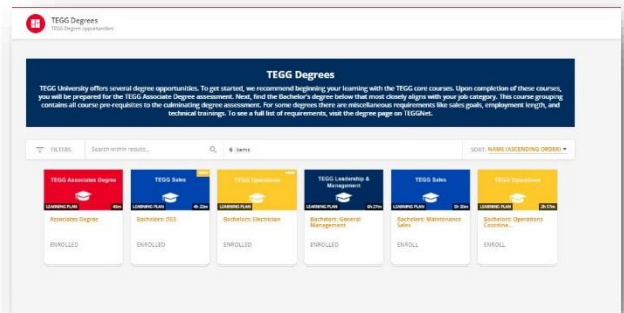 TEGG Degrees
TEGG Degree opportunities
TEGG Degrees
TEGG University offers several degree opportunities. To get started, we recommend beginning your learning with the TEGG core courses. Upon completion of these courses,
you will be prepared for the TEGG Associate Degree assessment. Next, find the Bachelor's degree below that most closely aligns with your job category. This course grouping
contains all course pre-requisites to the culminating degree assessment. For some degrees there are miscellaneous requirements like sales goals, employment length, and
technical trainings. To see a full list of requirements, visit the degree page on TEGGNet.
FILTERS Search within results... 6 items SORT: NAME (ASCENDING ORDER)
TEGG Associates Degree
LEARNING PLAN
Associates Degree
ENROLLED
TEGG Sales
LEARNING PLAN 4h 22m
Bachelors: DES
ENROLLED
TEGG Operations
LEARNING PLAN
Bachelors: Electrician
ENROLLED
TEGG Leadership &
Management
LEARNING PLAN 6h 27m
Bachelors: General
Management
ENROLLED
TEGG Sales
LEARNING PLAN
Bachelors: Maintenance
Sales
ENROLL
TEGG Operations
LEARNING PLAN
Bachelors: Operations
Coordina...
ENROLL